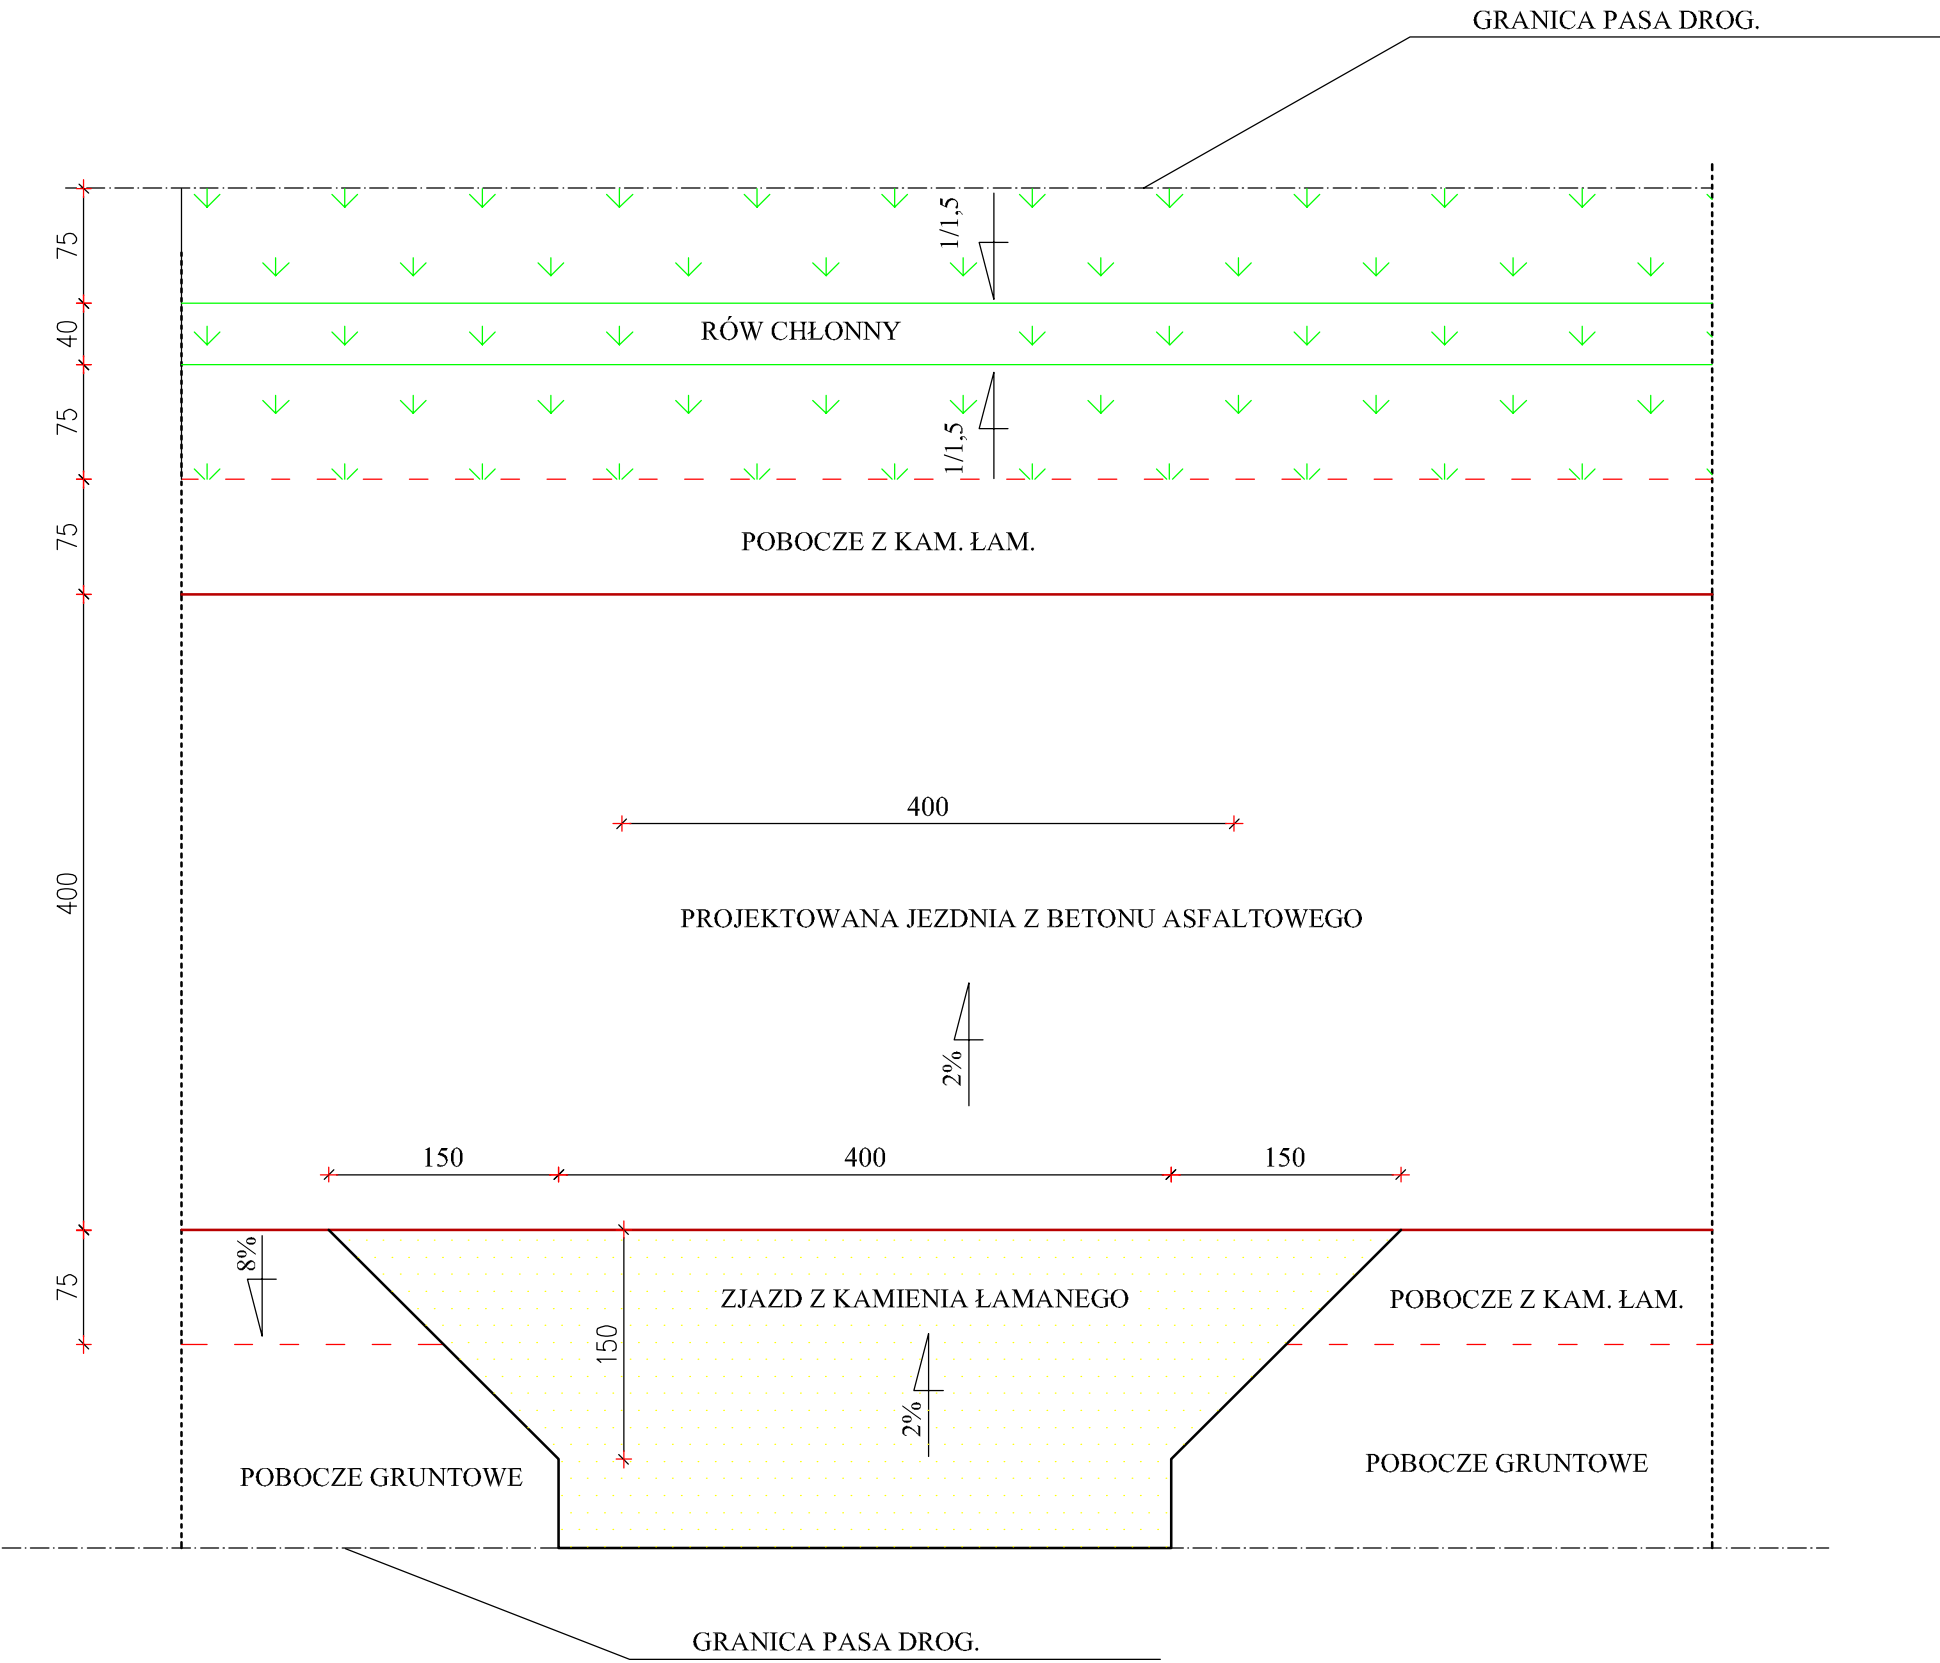 GRANICA PASA DROG.
1/1,5
75
RÓW CHŁONNY
40
75
1/1,5
75
POBOCZE Z KAM. ŁAM.
400
400
PROJEKTOWANA JEZDNIA Z BETONU ASFALTOWEGO
2%
150
400
150
8%
75
ZJAZD Z KAMIENIA ŁAMANEGO
POBOCZE Z KAM. ŁAM.
150
2%
POBOCZE GRUNTOWE
POBOCZE GRUNTOWE
GRANICA PASA DROG.